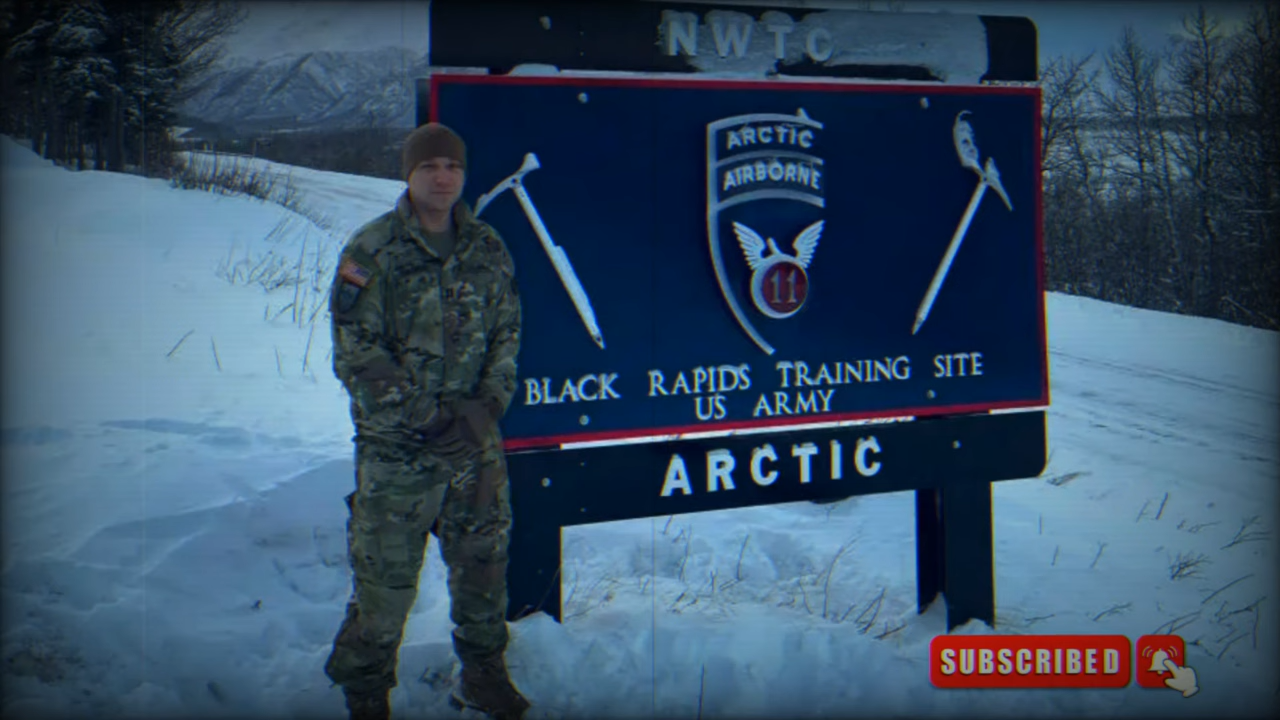 NWTC
ARCTIC
AIRBORNE
11
BLACK RAPIDS TRAINING SITE
US ARMY
ARCTIC
SUBSCRIBED